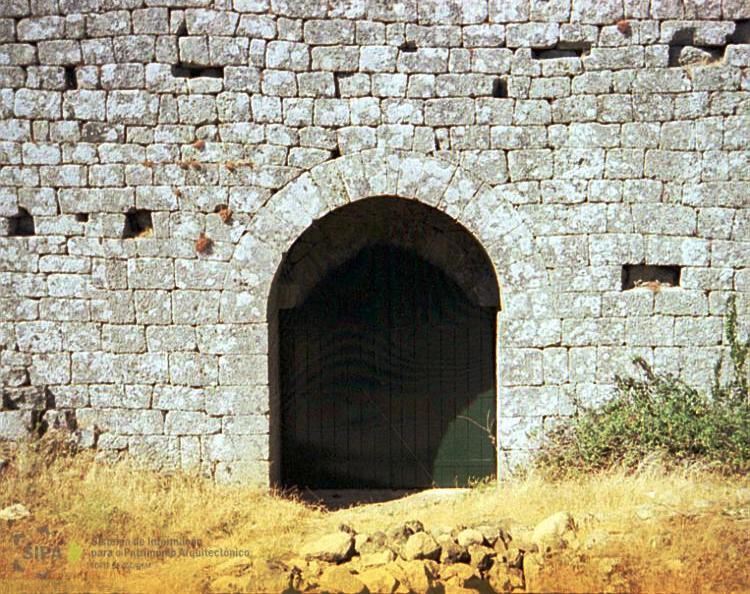 SIPA
Sistema de Informação
para o Património Arquitectónico